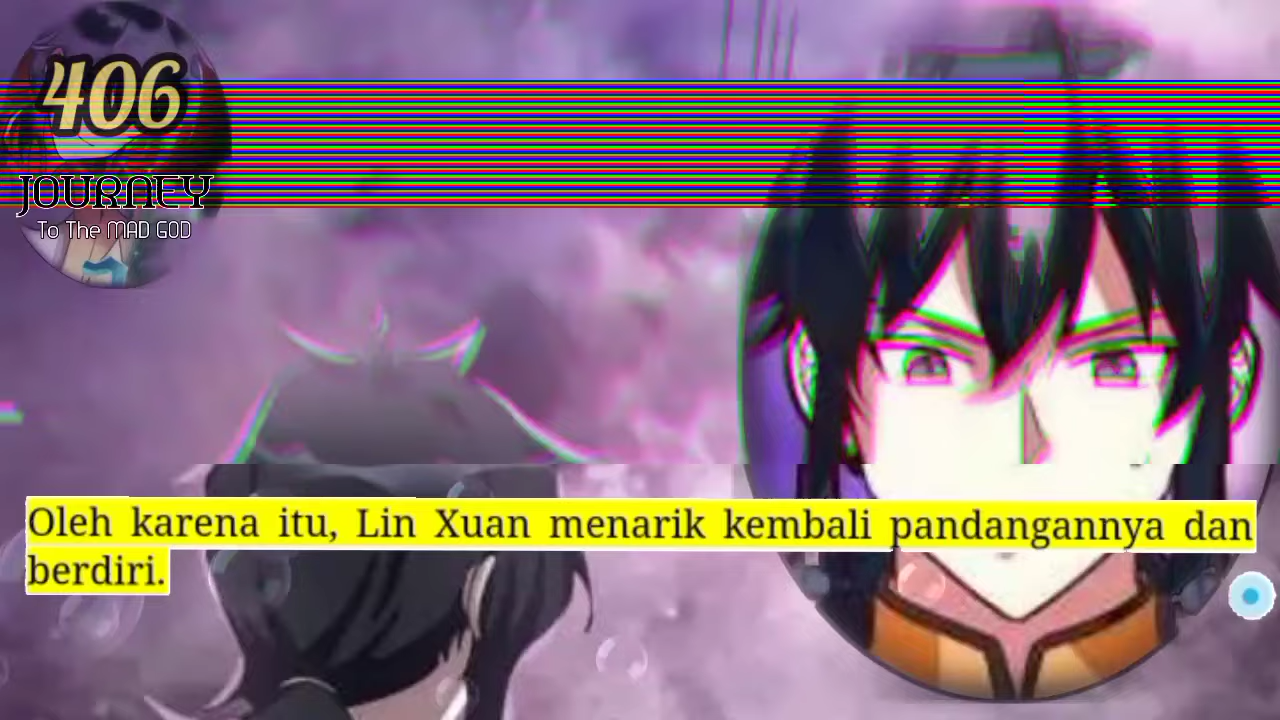 406
JOURNEY
To The MAD GOD
Oleh karena itu, Lin Xuan menarik kembali pandangannya dan
berdiri.